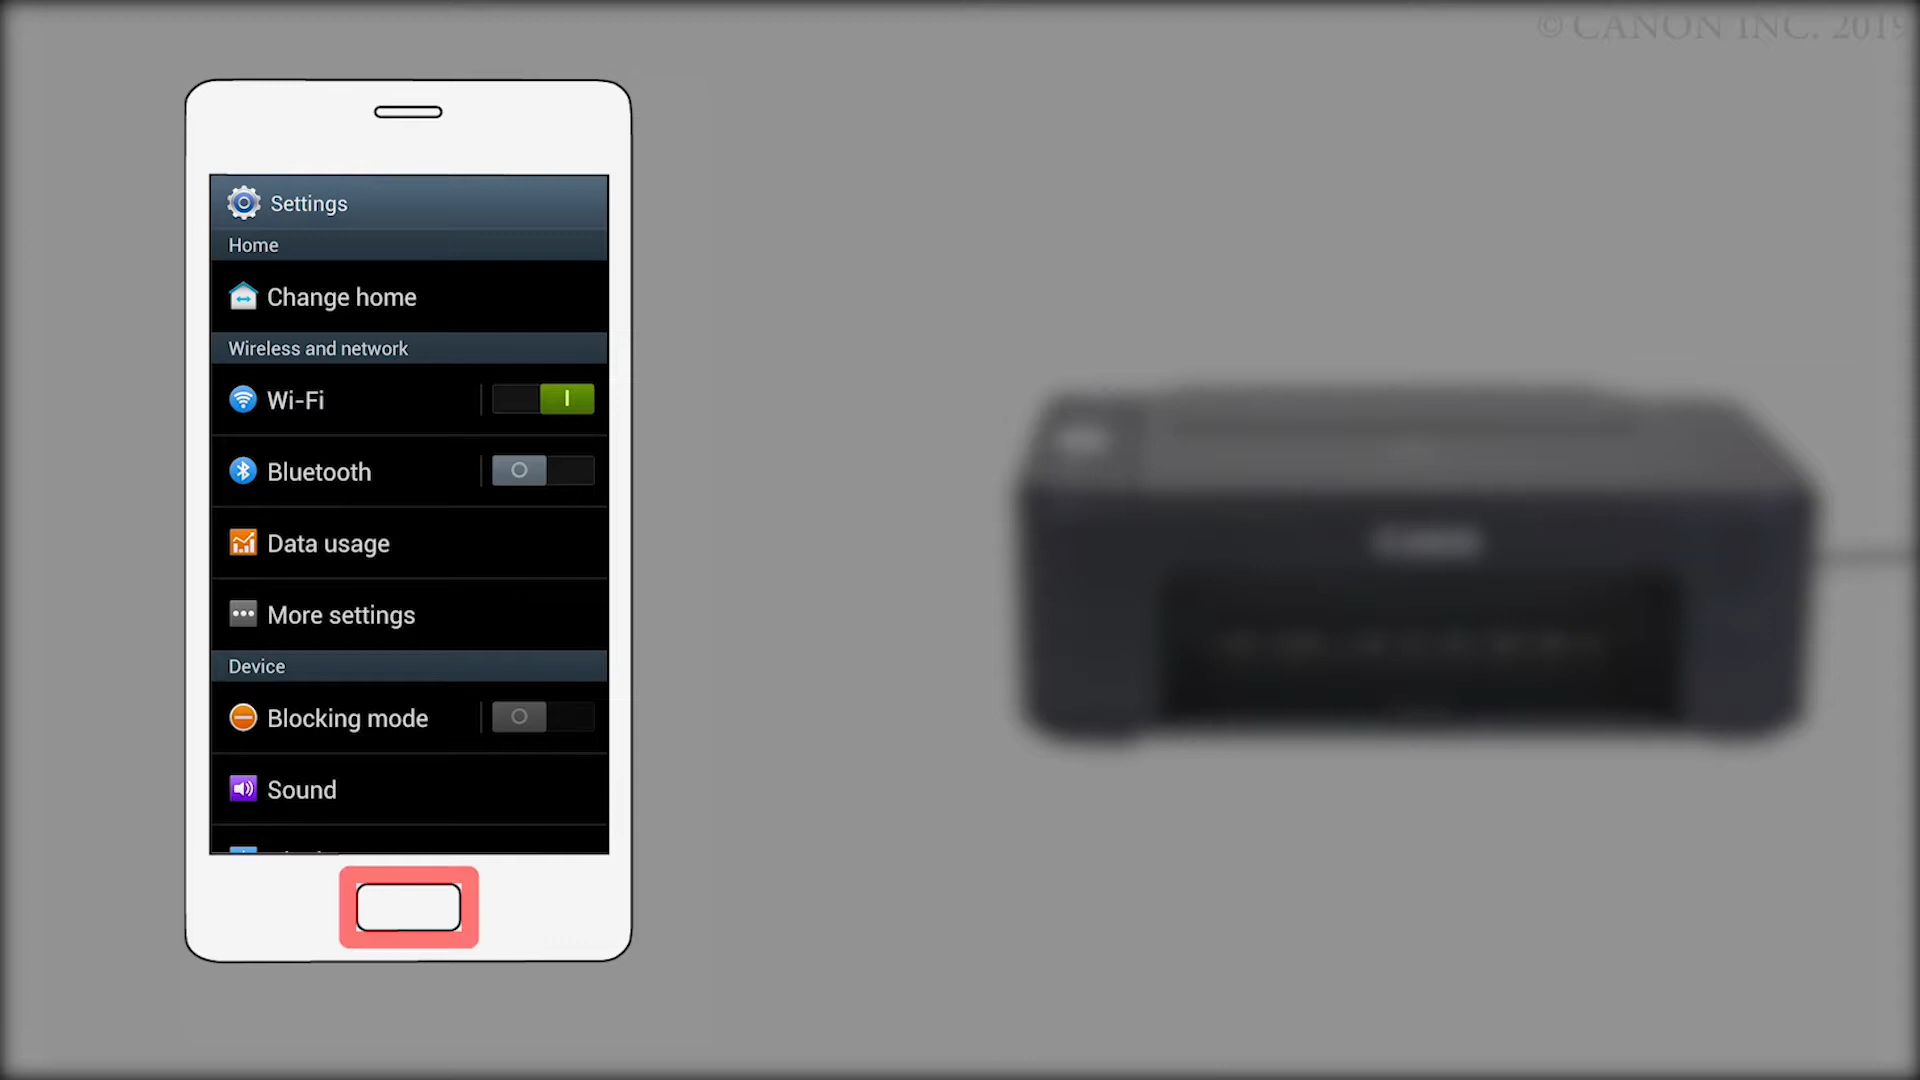 © CANON INC. 2019
Settings
Home
Change home
Wireless and network
Wi-Fi
Bluetooth
Data usage
More settings
Device
Blocking mode
Sound